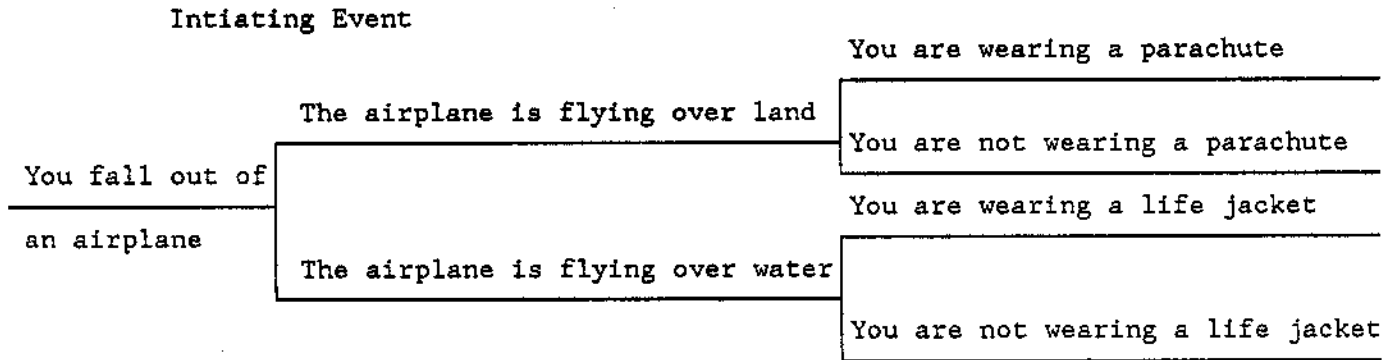 Intiating Event
You are wearing a parachute
The airplane is flying over land
You are not wearing a parachute
You fall out of
an airplane
You are wearing a life jacket
The airplane is flying over water
You are not wearing a life jacket